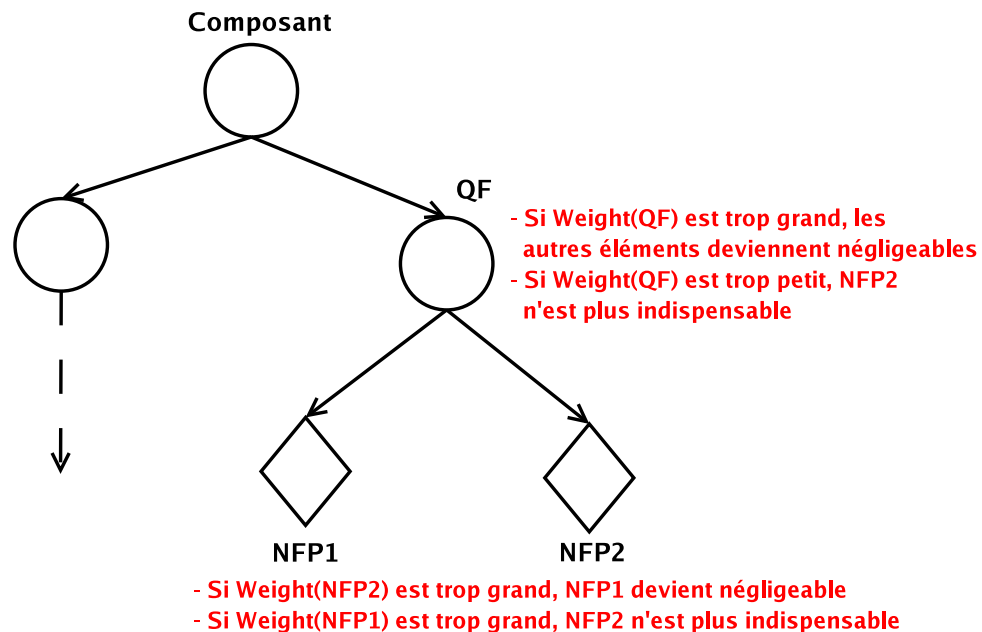 Composant
QF
- Si Weight(QF) est trop grand, les
autres éléments deviennent négligeables
- Si Weight(QF) est trop petit, NFP2
n'est plus indispensable
NFP1
NFP2
- Si Weight(NFP2) est trop grand, NFP1 devient négligeable
- Si Weight(NFP1) est trop grand, NFP2 n'est plus indispensable